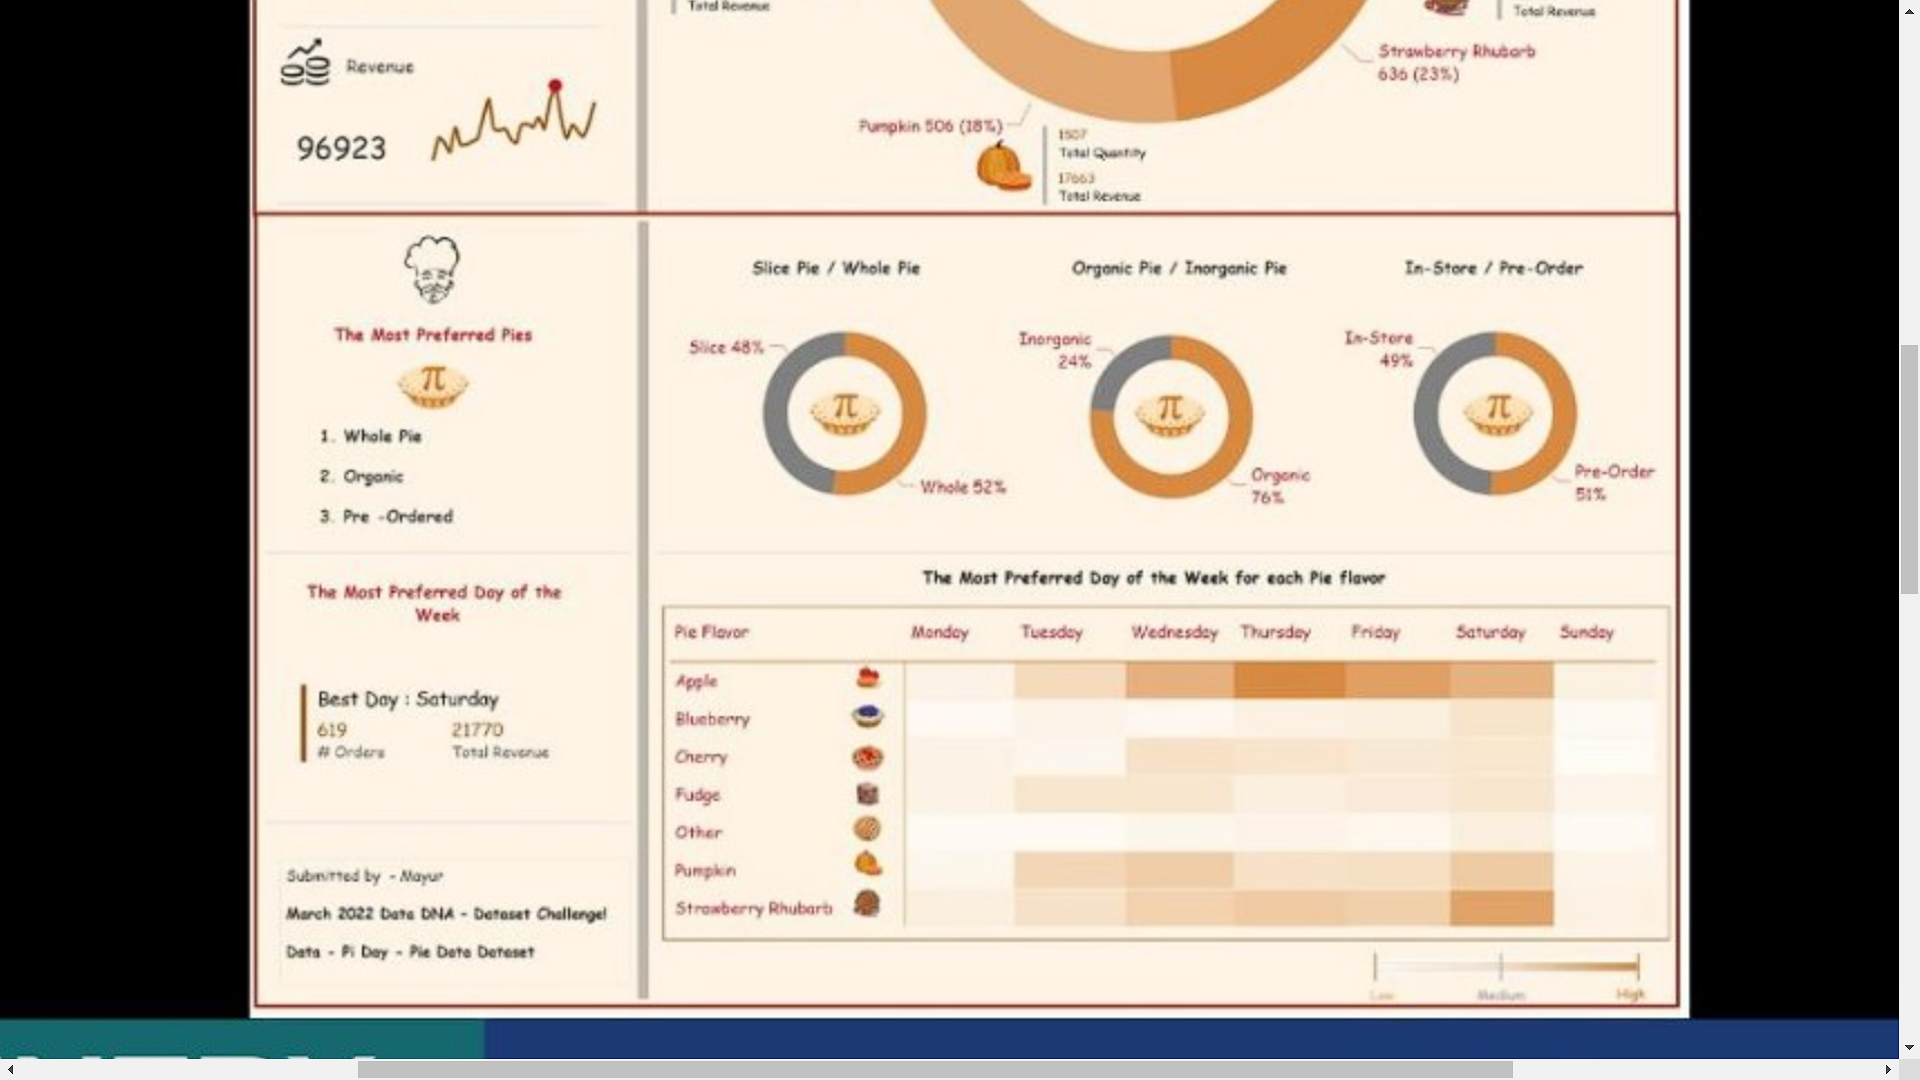 Total Revenue
Total Revenue
Revenue
96923
Strawberry Rhubarb
636 (23%)
Pumpkin 506 (18%)
1507
Total Quantity
17663
Total Revenue
The Most Preferred Pies
π
1. Whole Pie
2. Organic
3. Pre -Ordered
Slice Pie / Whole Pie
Organic Pie / Inorganic Pie
In-Store / Pre-Order
Slice 48%
π
Whole 52%
Inorganic
24%
π
Organic
76%
In-Store
49%
π
Pre-Order
51%
The Most Preferred Day of the
Week
Best Day : Saturday
619 21770
# Orders Total Revenue
The Most Preferred Day of the Week for each Pie flavor
Pie Flavor Monday Tuesday Wednesday Thursday Friday Saturday Sunday
Apple
Blueberry
Cherry
Fudge
Other
Pumpkin
Strawberry Rhubarb
Low Medium High
Submitted by - Mayur
March 2022 Data DNA - Dataset Challenge!
Data - Pi Day - Pie Data Dataset